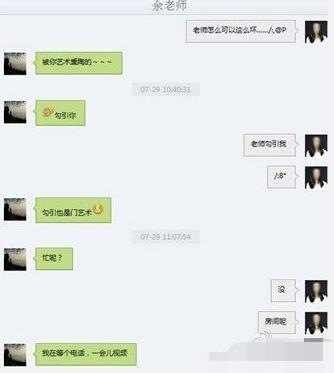 余老师
老师怎么可以这么坏....../:,@P
被你艺术熏陶的~~~
07-29 10:40:31
勾引你
老师勾引我
/:8*
勾引也是门艺术
07-29 11:07:54
忙呢？
没
房间呢
我在等个电话，一会儿视频